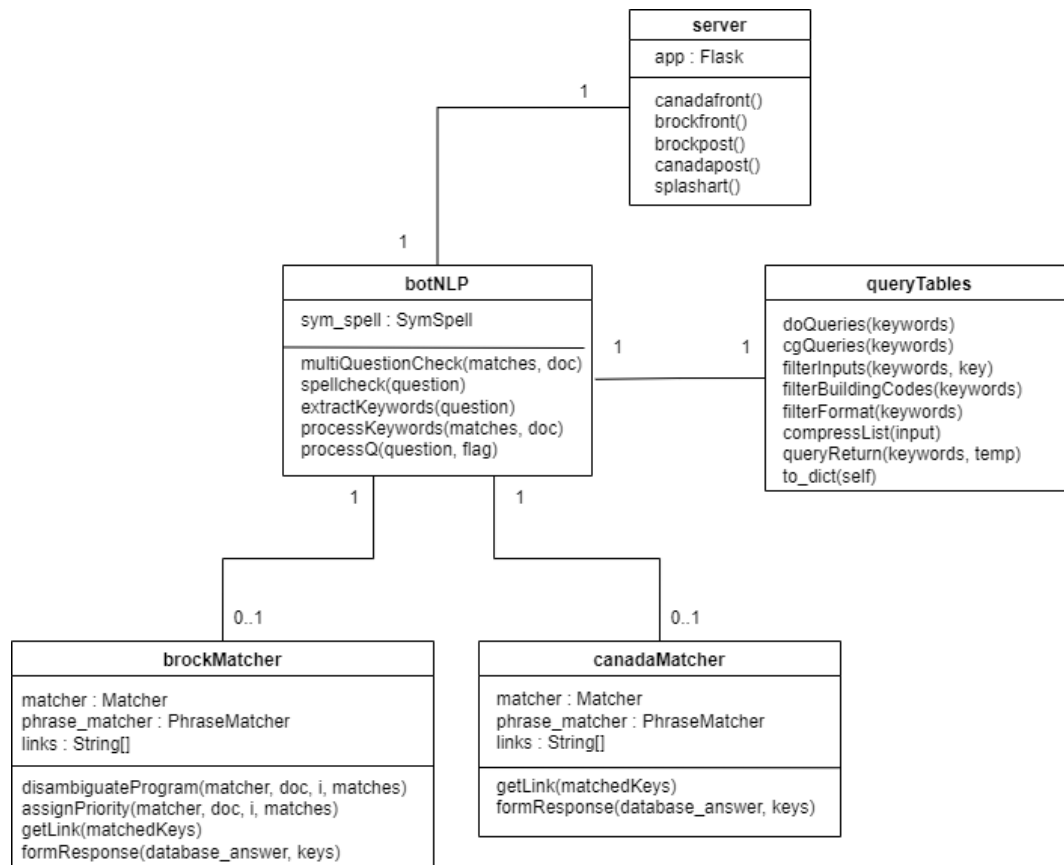 server
app : Flask
canadafront()
brockfront()
brockpost()
canadapost()
splashart()
1
1
botNLP
sym_spell : SymSpell
multiQuestionCheck(matches, doc)
spellcheck(question)
extractKeywords(question)
processKeywords(matches, doc)
processQ(question, flag)
1
1
queryTables
doQueries(keywords)
cgQueries(keywords)
filterInputs(keywords, key)
filterBuildingCodes(keywords)
filterFormat(keywords)
compressList(input)
queryReturn(keywords, temp)
to_dict(self)
1
1
0..1
0..1
brockMatcher
matcher : Matcher
phrase_matcher : PhraseMatcher
links : String[]
disambiguateProgram(matcher, doc, i, matches)
assignPriority(matcher, doc, i, matches)
getLink(matchedKeys)
formResponse(database_answer, keys)
canadaMatcher
matcher : Matcher
phrase_matcher : PhraseMatcher
links : String[]
getLink(matchedKeys)
formResponse(database_answer, keys)